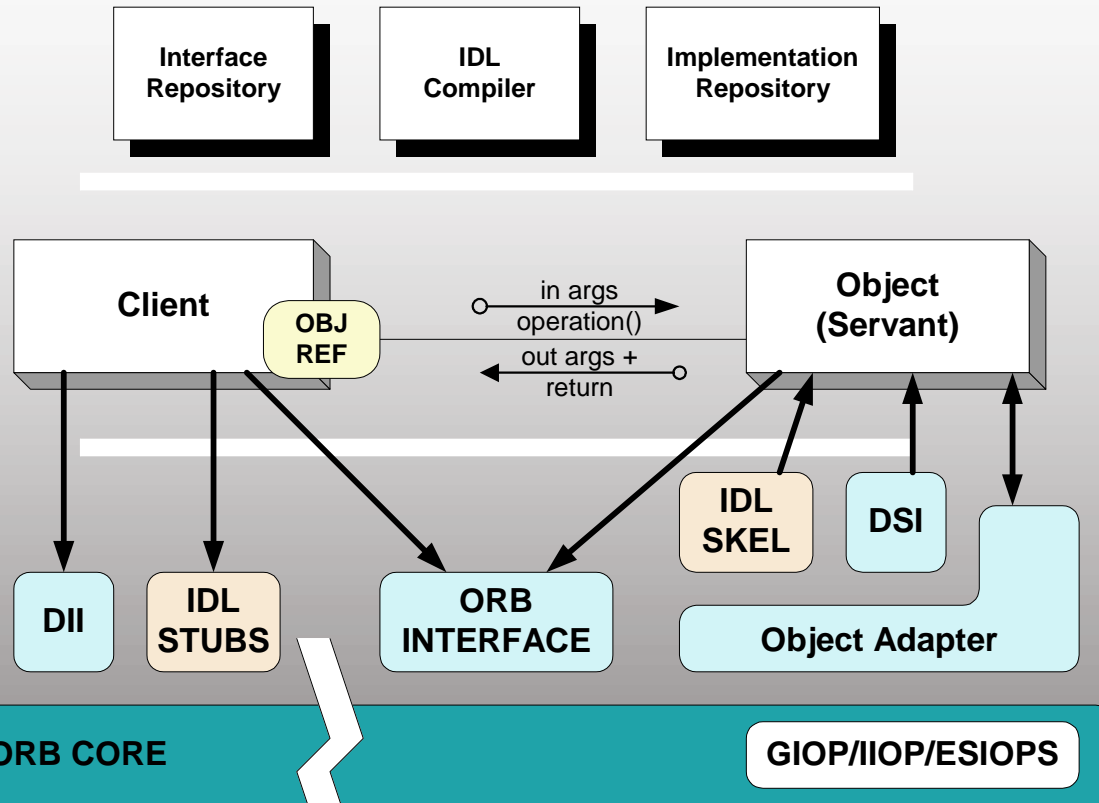 Interface
Repository
IDL
Compiler
Implementation
Repository
Client
OBJ
REF
in args
operation()
out args +
return
Object
(Servant)
IDL
SKEL
DSI
DII
IDL
STUBS
ORB
INTERFACE
Object Adapter
ORB CORE
GIOP/IIOP/ESIOPS